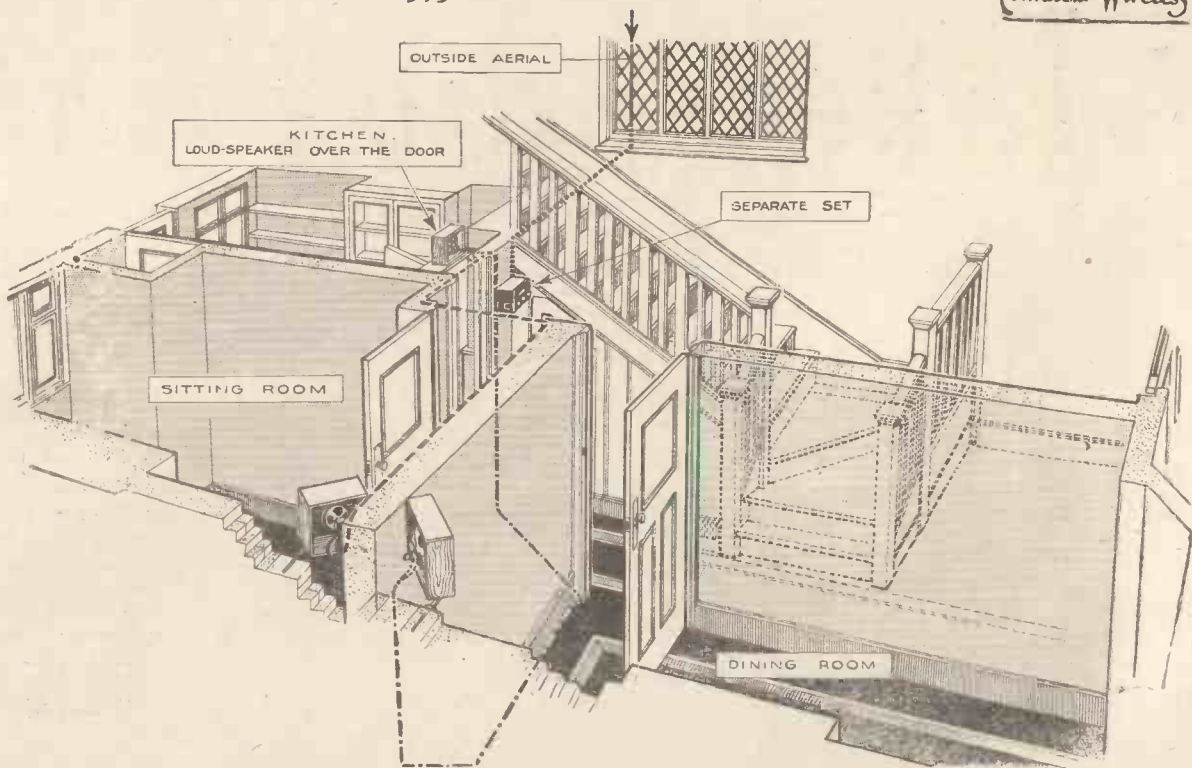 OUTSIDE AERIAL
KITCHEN.
LOUD-SPEAKER OVER THE DOOR
SEPARATE SET
SITTING ROOM
DINING ROOM